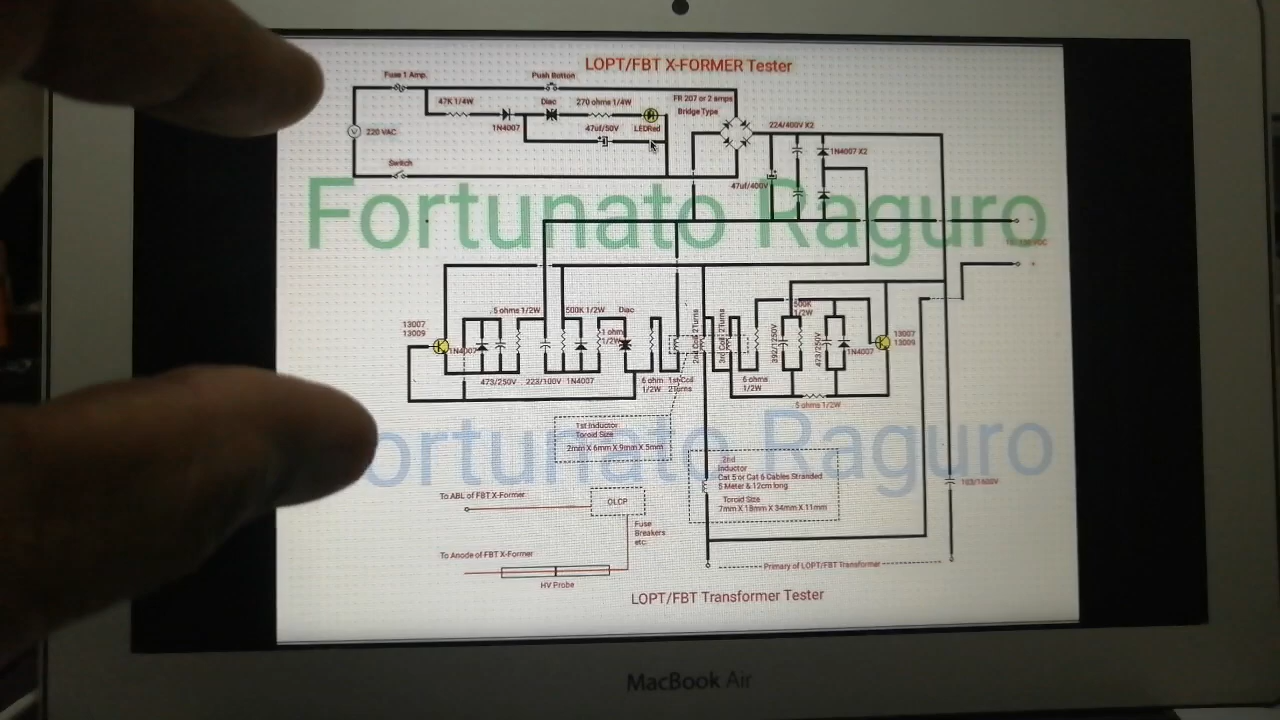 LOPT/FBT X-FORMER Tester
Fuse 1 Amp.
Push Button
47K 1/4W
Diac
270 ohms 1/4W
FR 207 or 2 amps
Bridge Type
1N4007
47uf/50V
LEDRed
220 VAC
224/400V X2
1N4007 X2
Switch
47uf/400V
Fortunato Raguro
13007
13009
5 ohms 1/2W
500K 1/2W
Diac
1 ohm
1/2W
2nd Coil 2Turns
3rd Coil 2Turns
500K
1/2W
392/1250V
473/250V
1N4007
13007
13009
1N4007
473/250V
223/100V
1N4007
6 ohm
1/2W
1st Coil
2Turns
6 ohms
1/2W
5 ohms 1/2W
Fortunato Raguro
1st Inductor
Toroid Size
2mm X 6mm X 9mm X 5mm
2nd
Inductor
Cat 5 or Cat 6 Cables Stranded
5 Meter & 12cm long
Toroid Size
7mm X 18mm X 34mm X 11mm
103/1600V
To ABL of FBT X-Former
OLCP
Fuse
Breakers
etc.
To Anode of FBT X-Former
HV Probe
Primary of LOPT/FBT Transformer
LOPT/FBT Transformer Tester
MacBook Air